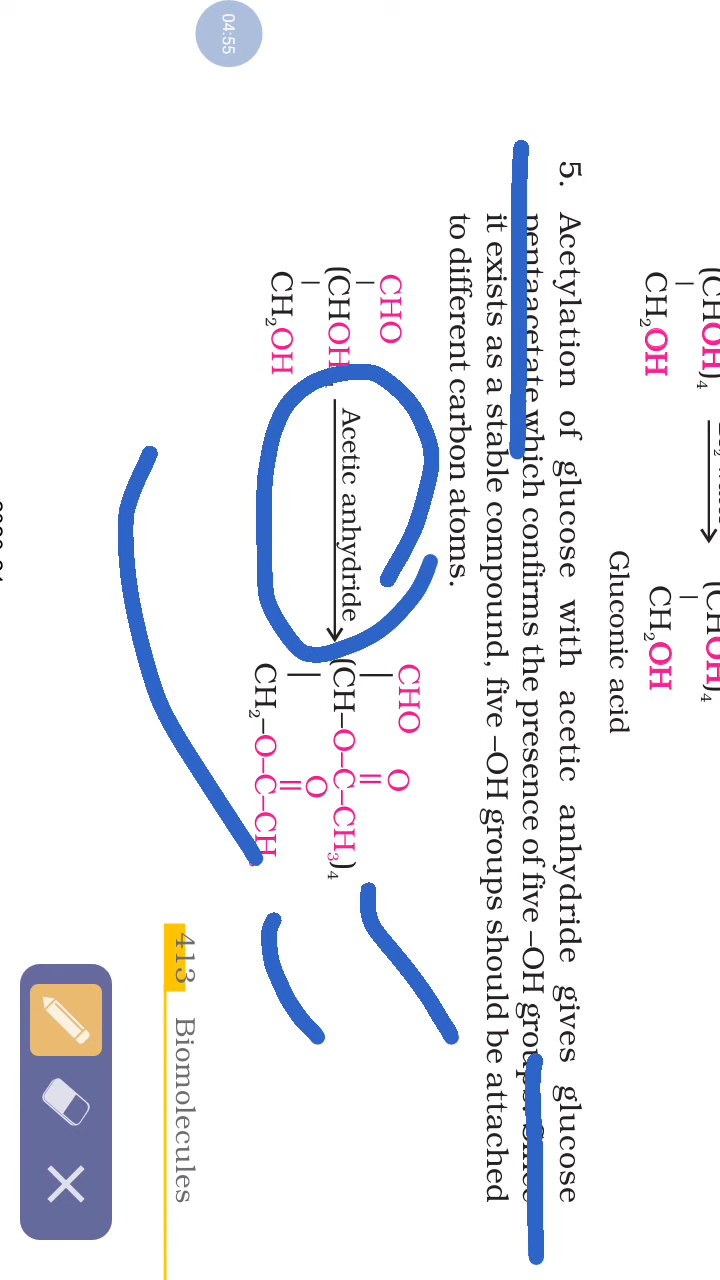 (CHOH)₄
CH₂OH
(CHOH)₄
CH₂OH
Gluconic acid
5. Acetylation of glucose with acetic anhydride gives glucose
pentaacetate which confirms the presence of five –OH groups. Since
it exists as a stable compound, five –OH groups should be attached
to different carbon atoms.
CHO
(CHOH
CH₂OH
Acetic anhydride
CHO
O
(CH–O–C–CH₃)₄
O
CH₂–O–C–CH
413 Biomolecules
04:55